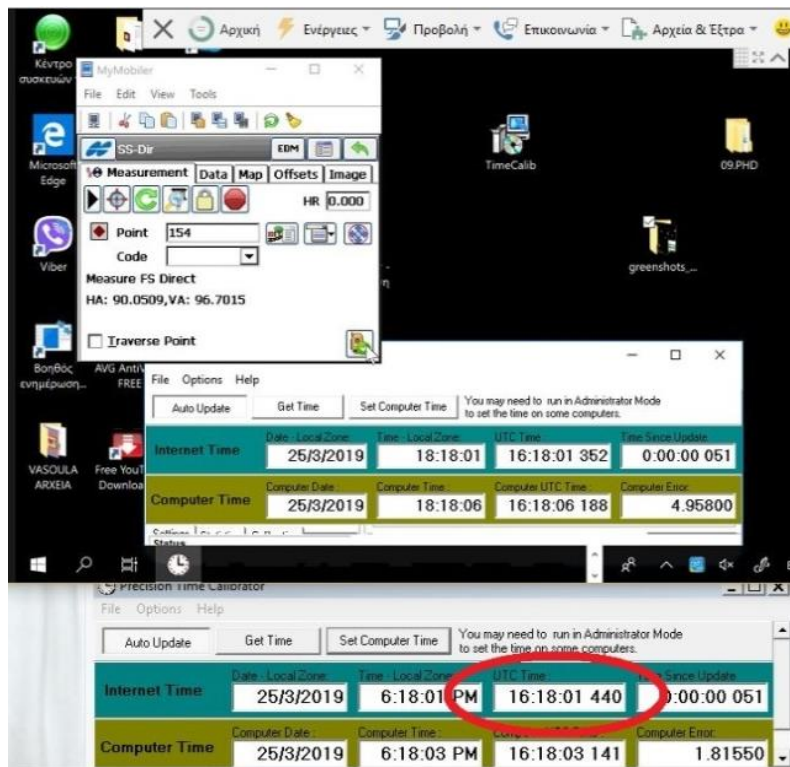 Αρχική Ενέργειες Προβολή Επικοινωνία Αρχεία & Έξτρα
Κέντρο
συσκευών
MyMobiler
File Edit View Tools
SS-Dir EDM
Measurement Data Map Offsets Image
HR 0.000
Point 154
Code
Measure FS Direct
HA: 90.0509,VA: 96.7015
Traverse Point
Microsoft
Edge
Viber
Βοηθός
ενημέρωση...
AVG AntiV
FREE
VASOULA
ARXEIA
Free YouT
Downloa
TimeCalib
09.PHD
greenshots_...
File Options Help
Auto Update Get Time Set Computer Time You may need to run in Administrator Mode
to set the time on some computers.
Date - Local Zone: Time - Local Zone: UTC Time: Time Since Update
Internet Time 25/3/2019 18:18:01 16:18:01 352 0:00:00 051
Computer Date : Computer Time : Computer UTC Time : Computer Error:
Computer Time 25/3/2019 18:18:06 16:18:06 188 4.95800
Status
Precision Time Calibrator
File Options Help
Auto Update Get Time Set Computer Time You may need to run in Administrator Mode
to set the time on some computers.
Date - Local Zone: Time - Local Zone: UTC Time : Time Since Update
Internet Time 25/3/2019 6:18:01 PM 16:18:01 440 0:00:00 051
Computer Date : Computer Time : Computer Error:
Computer Time 25/3/2019 6:18:03 PM 16:18:03 141 1.81550